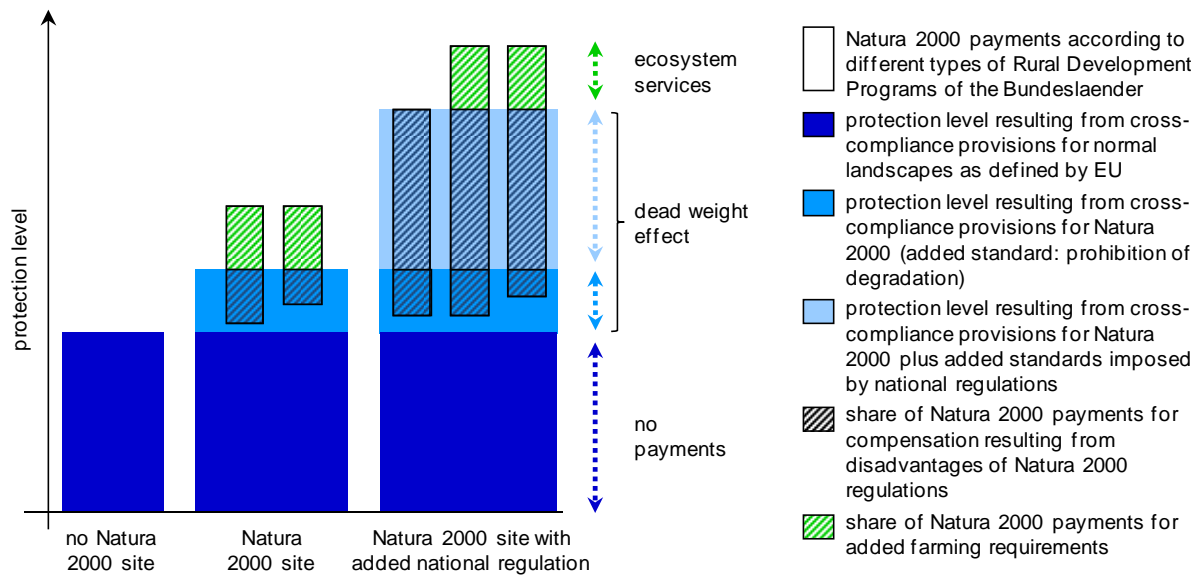 protection level
no Natura
2000 site
Natura
2000 site
Natura 2000 site with
added national regulation
ecosystem
services
dead weight
effect
no
payments
Natura 2000 payments according to
different types of Rural Development
Programs of the Bundeslaender
protection level resulting from cross-
compliance provisions for normal
landscapes as defined by EU
protection level resulting from cross-
compliance provisions for Natura
2000 (added standard: prohibition of
degradation)
protection level resulting from cross-
compliance provisions for Natura
2000 plus added standards imposed
by national regulations
share of Natura 2000 payments for
compensation resulting from
disadvantages of Natura 2000
regulations
share of Natura 2000 payments for
added farming requirements